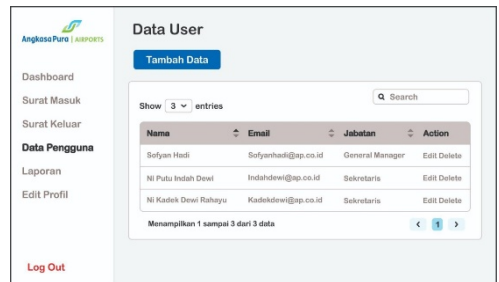 AngkasaPura | AIRPORTS
Dashboard
Surat Masuk
Surat Keluar
Data Pengguna
Laporan
Edit Profil
Log Out
Data User
Tambah Data
Show 3 entries
Search
Nama Email Jabatan Action
Sofyan Hadi Sofyanhadi@ap.co.id General Manager Edit Delete
Ni Putu Indah Dewi Indahdewi@ap.co.id Sekretaris Edit Delete
Ni Kadek Dewi Rahayu Kadekdewi@ap.co.id Sekretaris Edit Delete
Menampilkan 1 sampai 3 dari 3 data
< 1 >